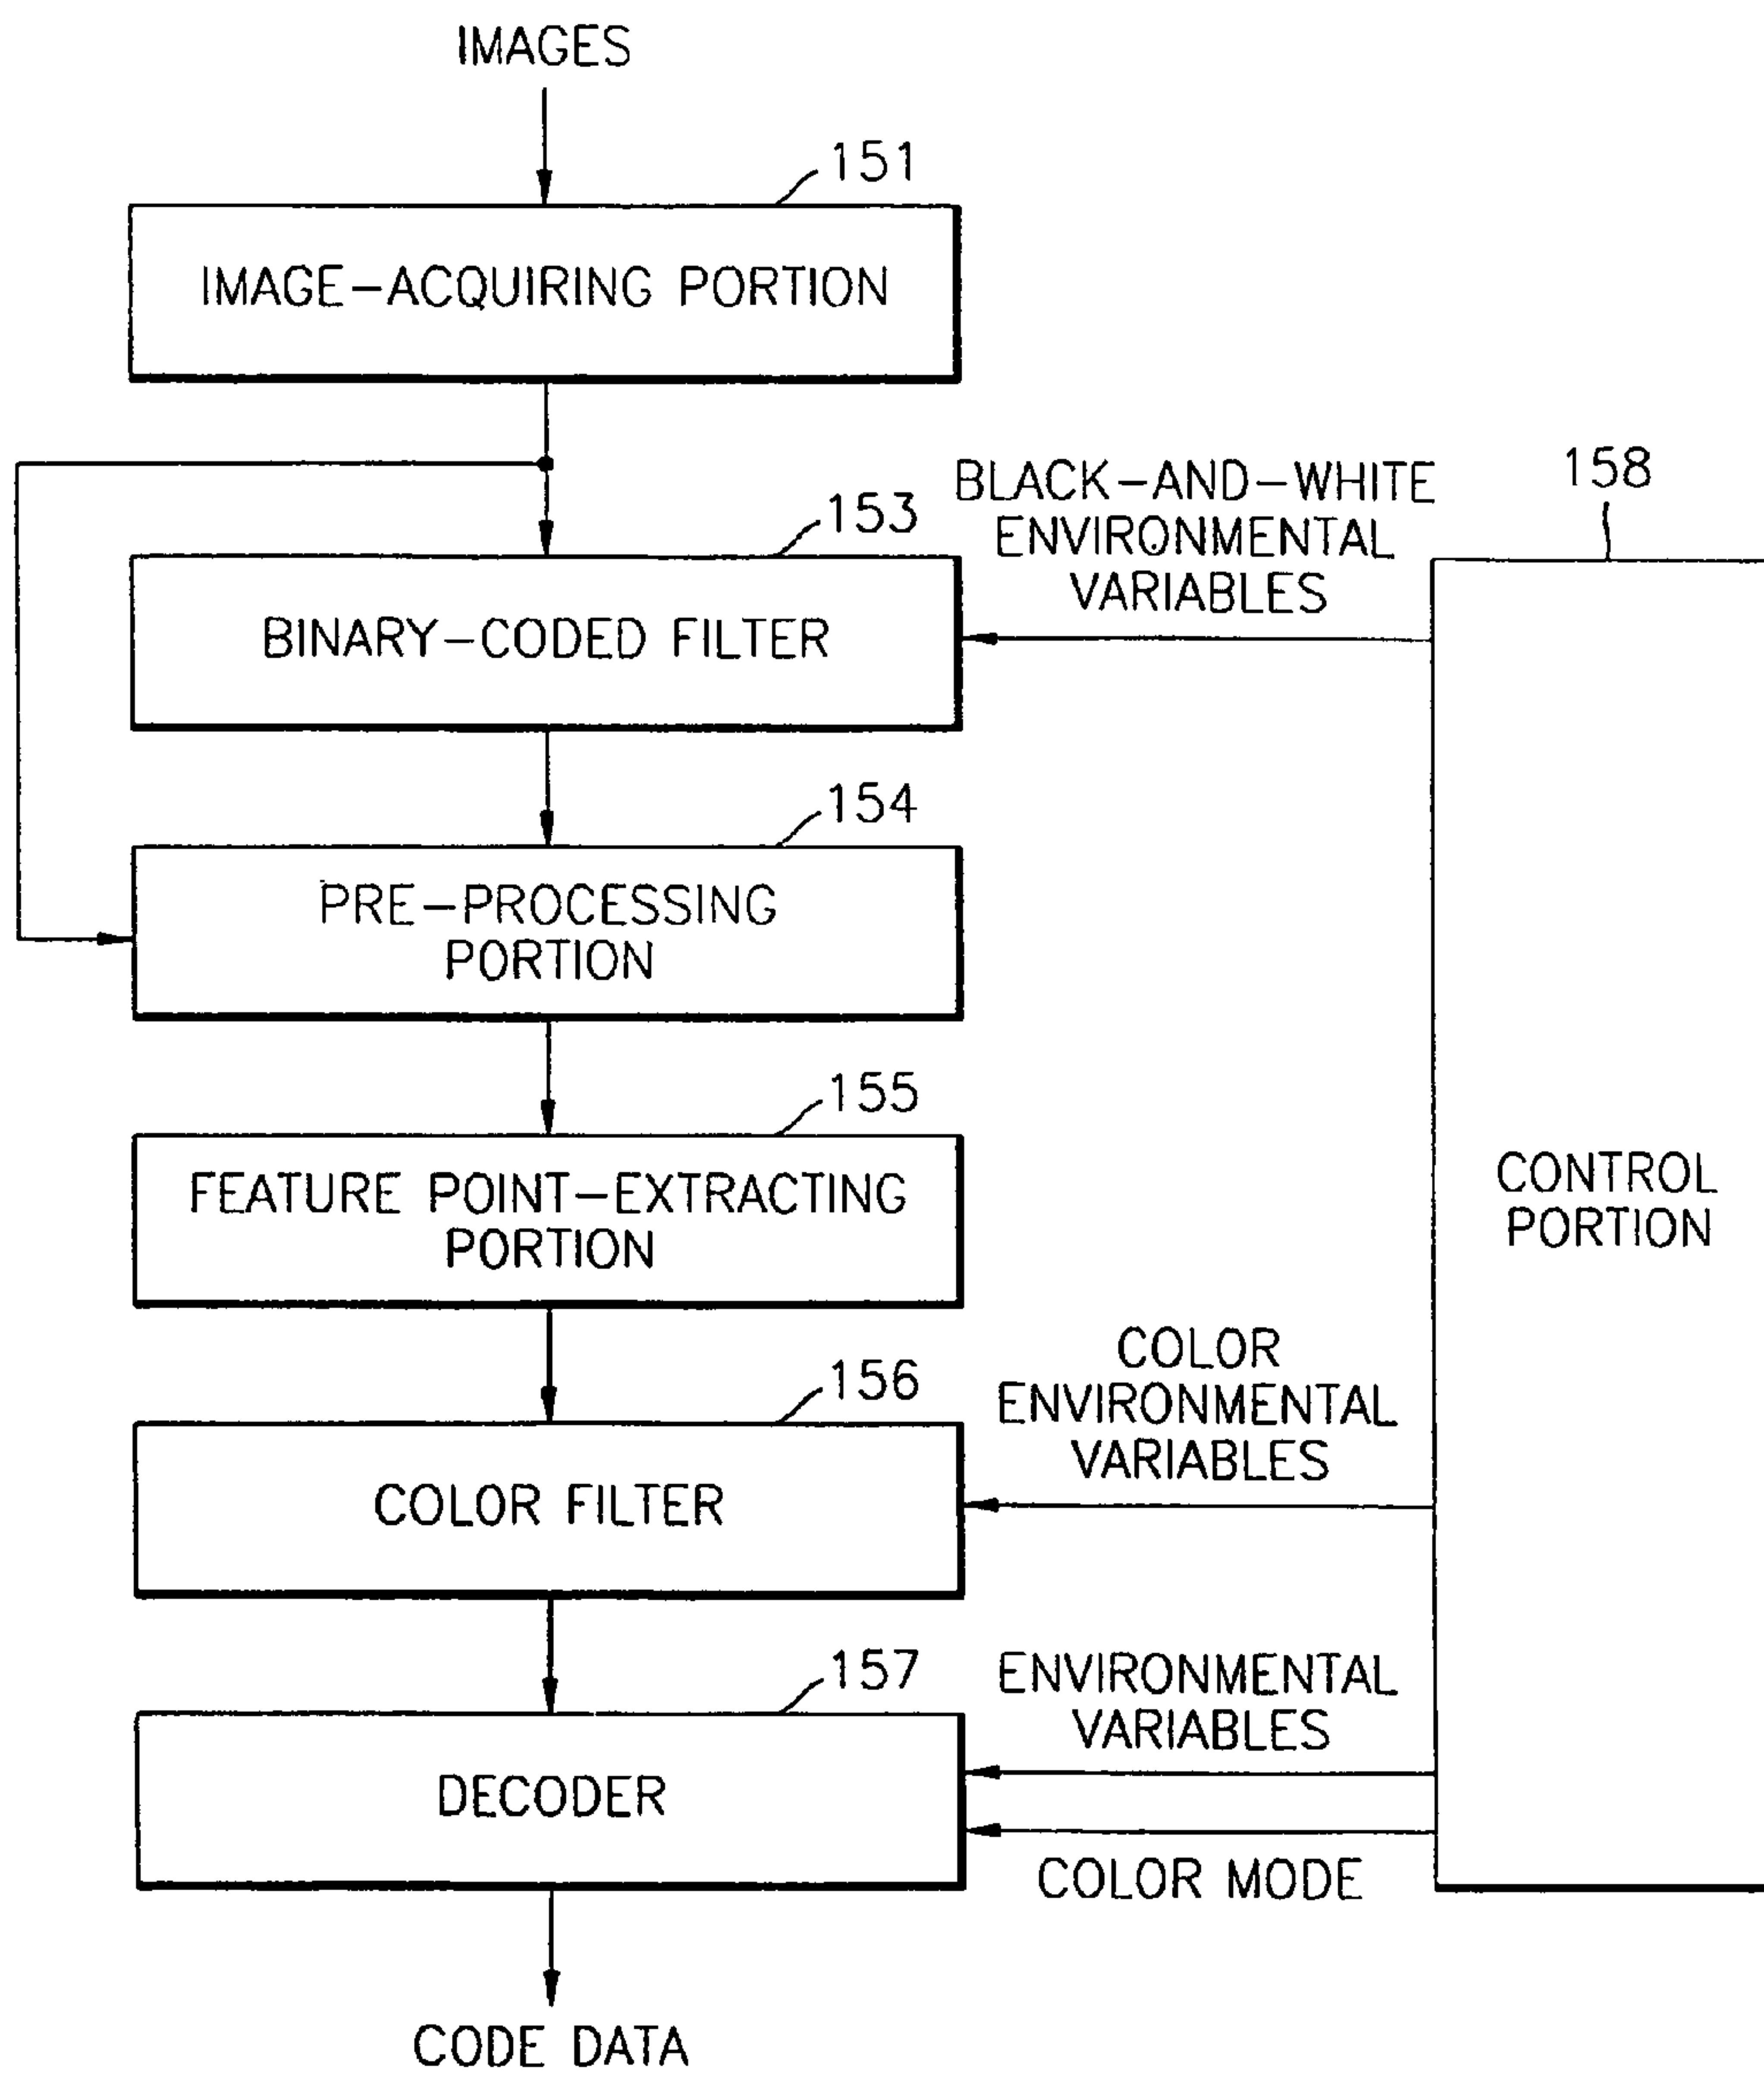 IMAGES
151
IMAGE-ACQUIRING PORTION
153
BINARY-CODED FILTER
BLACK-AND-WHITE
ENVIRONMENTAL
VARIABLES
158
154
PRE-PROCESSING
PORTION
155
FEATURE POINT-EXTRACTING
PORTION
CONTROL
PORTION
156
COLOR FILTER
COLOR
ENVIRONMENTAL
VARIABLES
157
DECODER
ENVIRONMENTAL
VARIABLES
COLOR MODE
CODE DATA